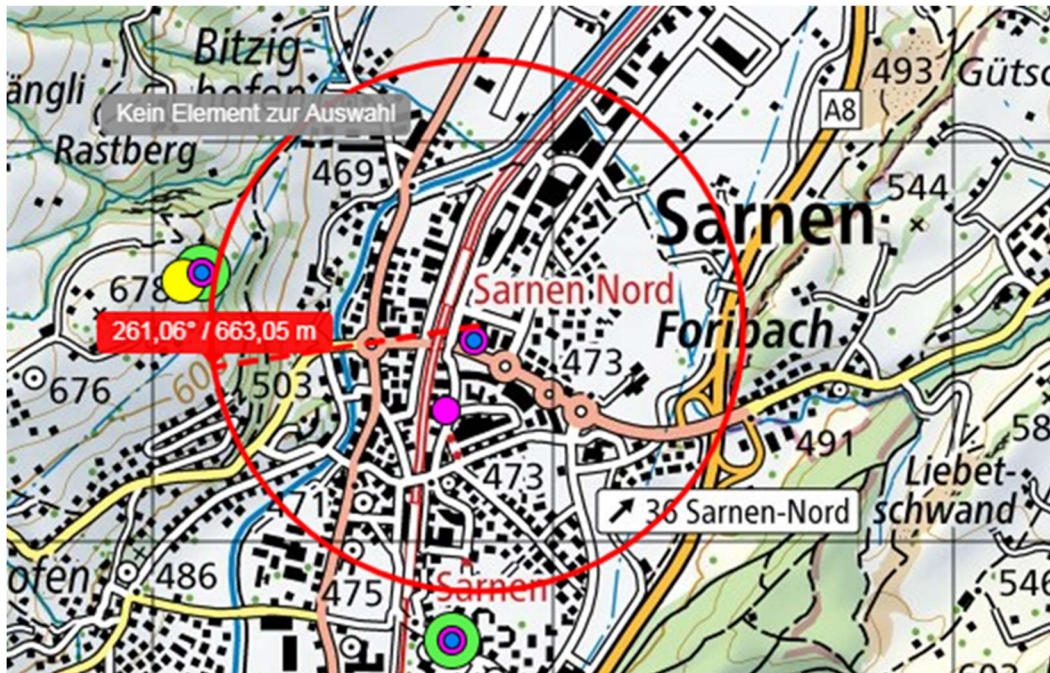 Bitzig-
hofen
ängli
Kein Element zur Auswahl
Rastberg
469
493
Gütsc
A8
544
Sarnen
678
Sarnen Nord
261,06° / 663,05 m
Foribach
60
503
473
676
491
58
473
Liebet-
schwand
471
36 Sarnen-Nord
ofen
486
475
Sarnen
546
603